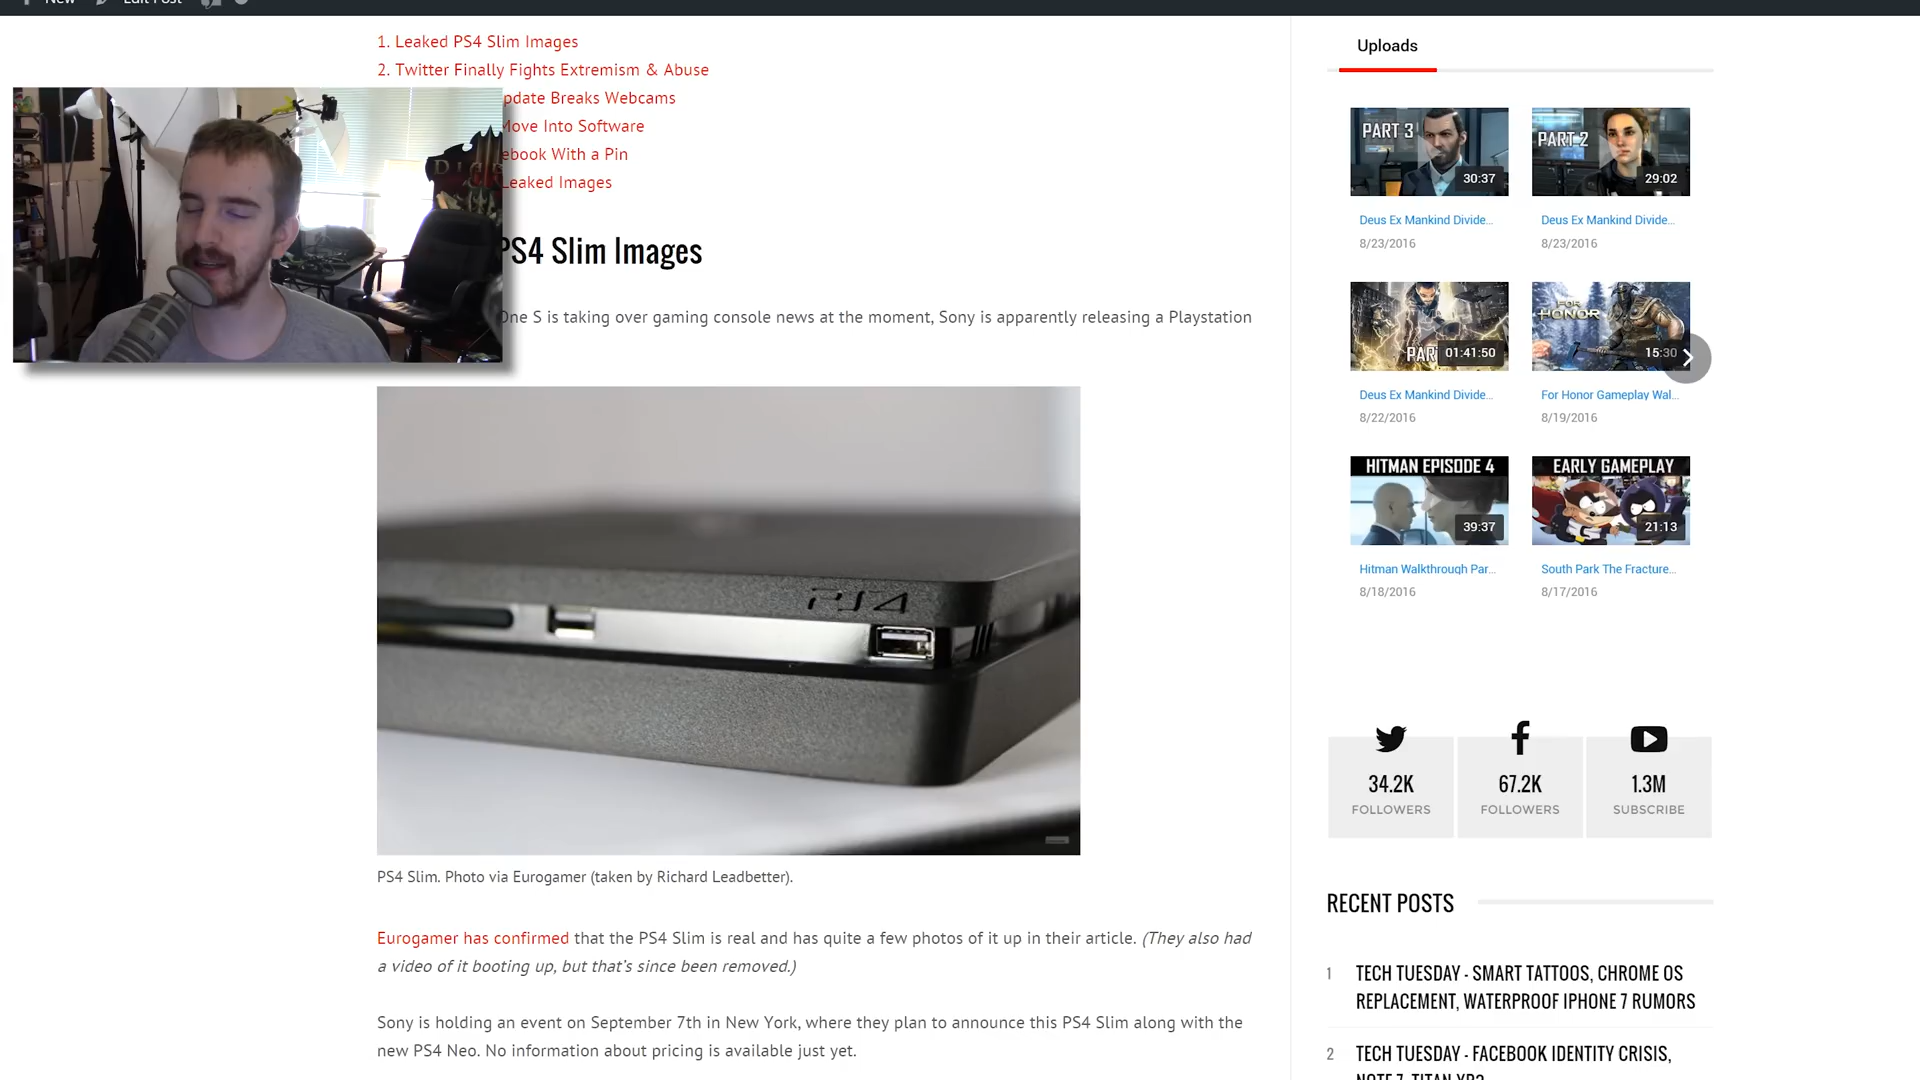 New
Edit Post
1. Leaked PS4 Slim Images
2. Twitter Finally Fights Extremism & Abuse
pdate Breaks Webcams
Move Into Software
ebook With a Pin
Leaked Images
PS4 Slim Images
One S is taking over gaming console news at the moment, Sony is apparently releasing a Playstation
PS4
PS4 Slim. Photo via Eurogamer (taken by Richard Leadbetter).
Eurogamer has confirmed that the PS4 Slim is real and has quite a few photos of it up in their article. (They also had
a video of it booting up, but that's since been removed.)
Sony is holding an event on September 7th in New York, where they plan to announce this PS4 Slim along with the
new PS4 Neo. No information about pricing is available just yet.
Uploads
PART 3
30:37
PART 2
29:02
Deus Ex Mankind Divide...
8/23/2016
Deus Ex Mankind Divide...
8/23/2016
PAR
01:41:50
FOR
HONOR
15:30
Deus Ex Mankind Divide...
8/22/2016
For Honor Gameplay Wal...
8/19/2016
HITMAN EPISODE 4
39:37
EARLY GAMEPLAY
21:13
Hitman Walkthrough Par...
8/18/2016
South Park The Fracture...
8/17/2016
34.2K
FOLLOWERS
67.2K
FOLLOWERS
1.3M
SUBSCRIBE
RECENT POSTS
1 TECH TUESDAY - SMART TATTOOS, CHROME OS
REPLACEMENT, WATERPROOF IPHONE 7 RUMORS
2 TECH TUESDAY - FACEBOOK IDENTITY CRISIS,